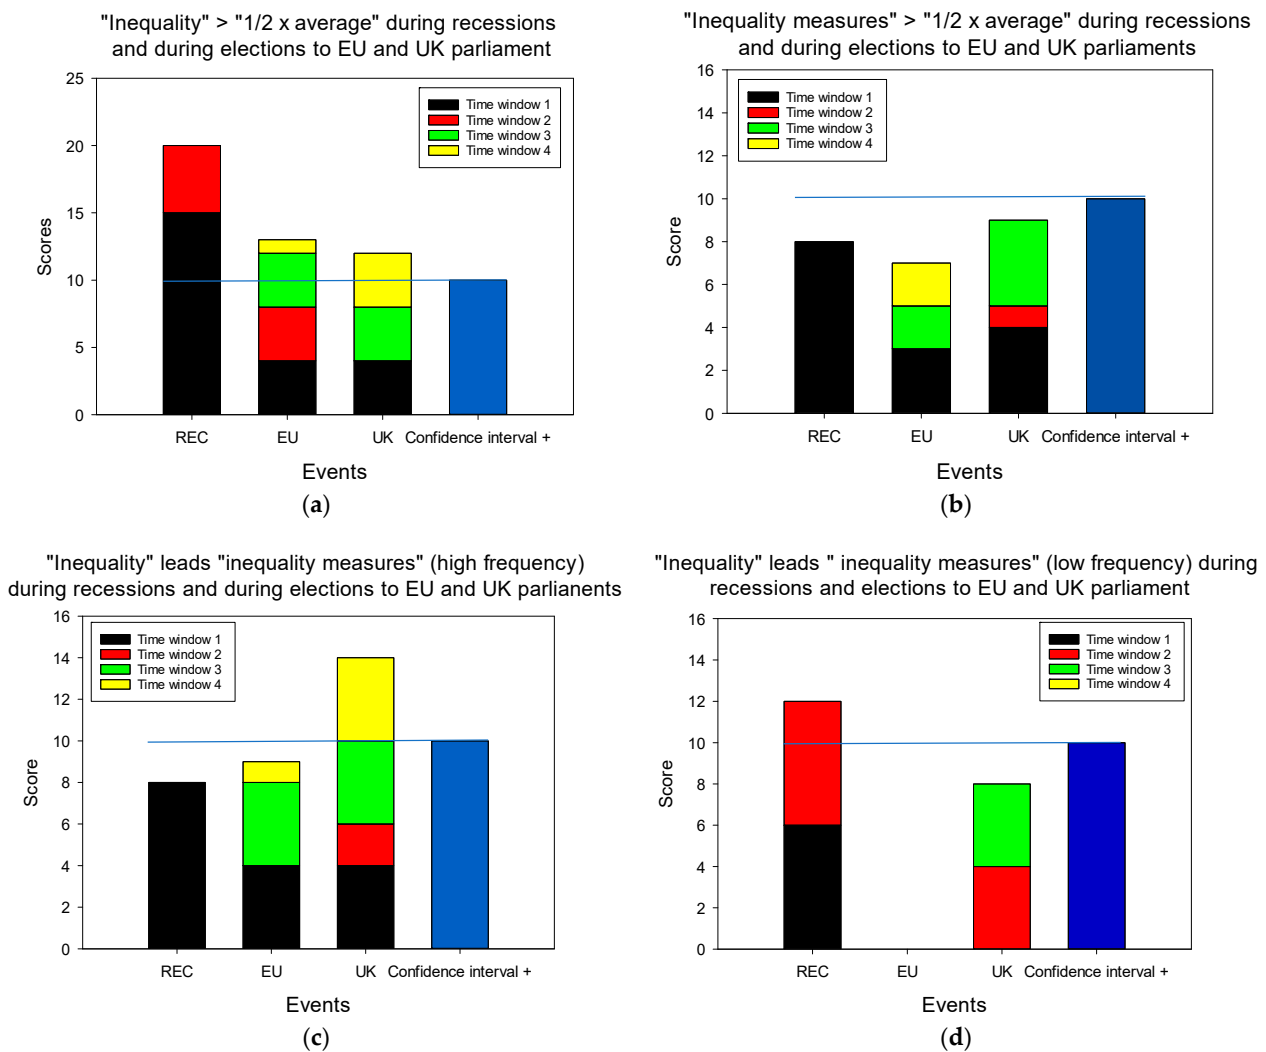 "Inequality" > "1/2 x average" during recessions
and during elections to EU and UK parliament
25
20
15
10
5
0
Scores
Time window 1
Time window 2
Time window 3
Time window 4
REC
EU
UK
Confidence interval +
Events
(a)
"Inequality measures" > "1/2 x average" during recessions
and during elections to EU and UK parliaments
16
14
12
10
8
6
4
2
0
Score
Time window 1
Time window 2
Time window 3
Time window 4
REC
EU
UK
Confidence interval +
Events
(b)
"Inequality" leads "inequality measures" (high frequency)
during recessions and during elections to EU and UK parlianents
16
14
12
10
8
6
4
2
0
Score
Time window 1
Time window 2
Time window 3
Time window 4
REC
EU
UK
Confidence interval +
Events
(c)
"Inequality" leads " inequality measures" (low frequency) during
recessions and elections to EU and UK parliament
16
14
12
10
8
6
4
2
0
Score
Time window 1
Time window 2
Time window 3
Time window 4
REC
EU
UK
Confidence interval +
Events
(d)